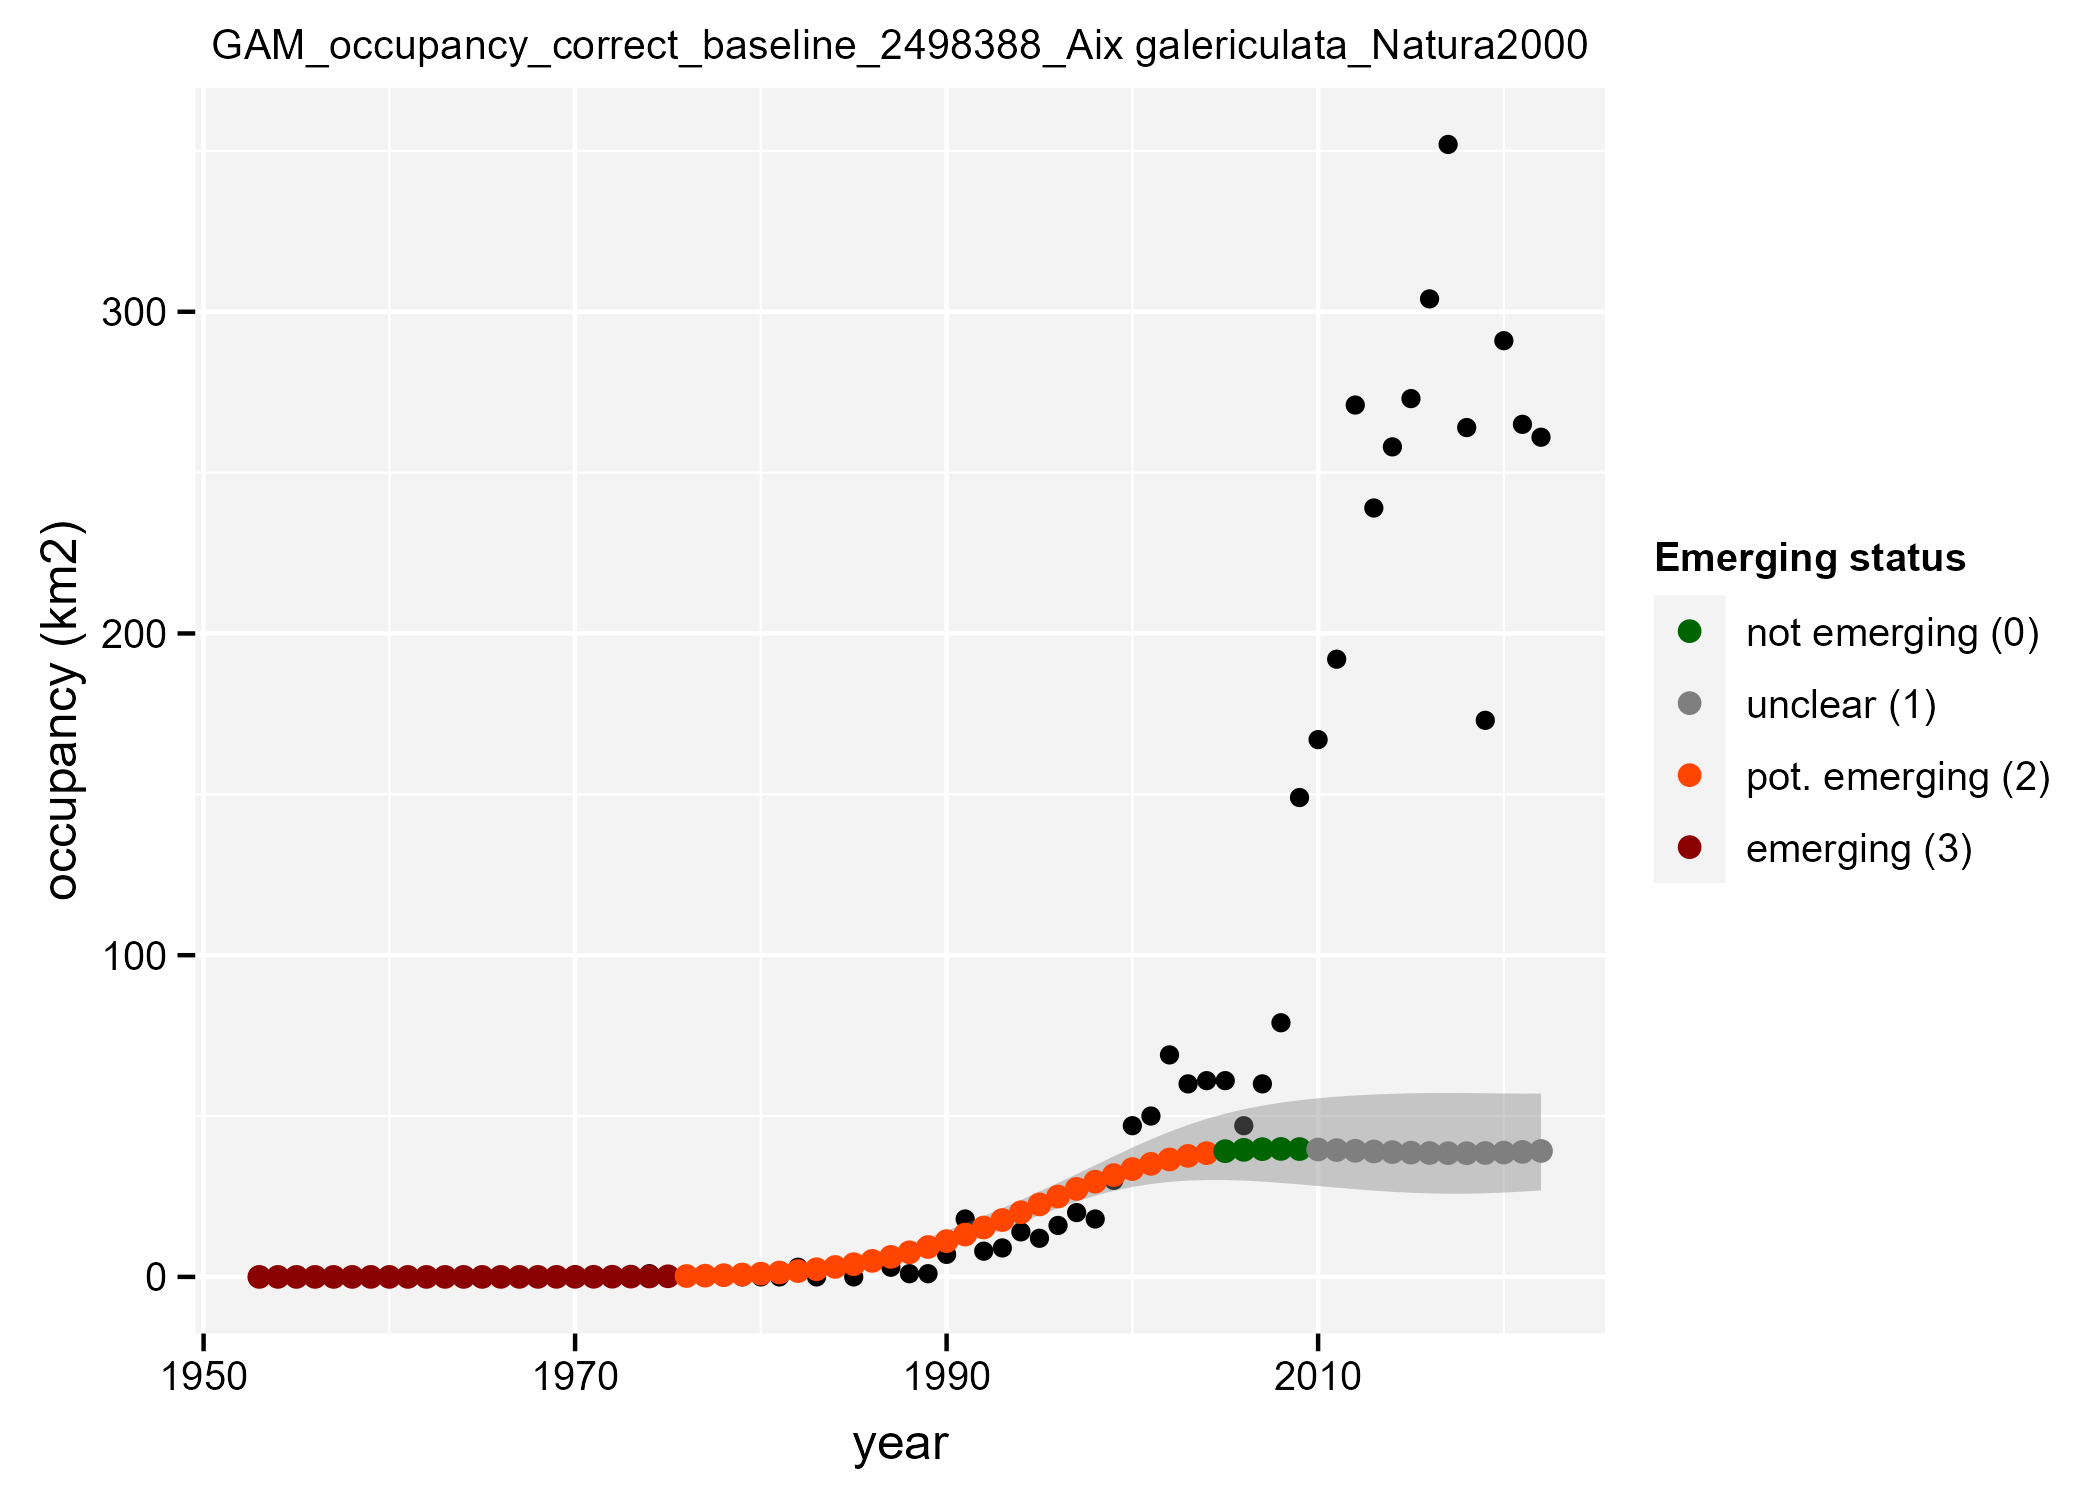 GAM_occupancy_correct_baseline_2498388_Aix galericulata_Natura2000
occupancy (km2)
300
200
100
0
1950
1970
1990
2010
year
Emerging status
not emerging (0)
unclear (1)
pot. emerging (2)
emerging (3)